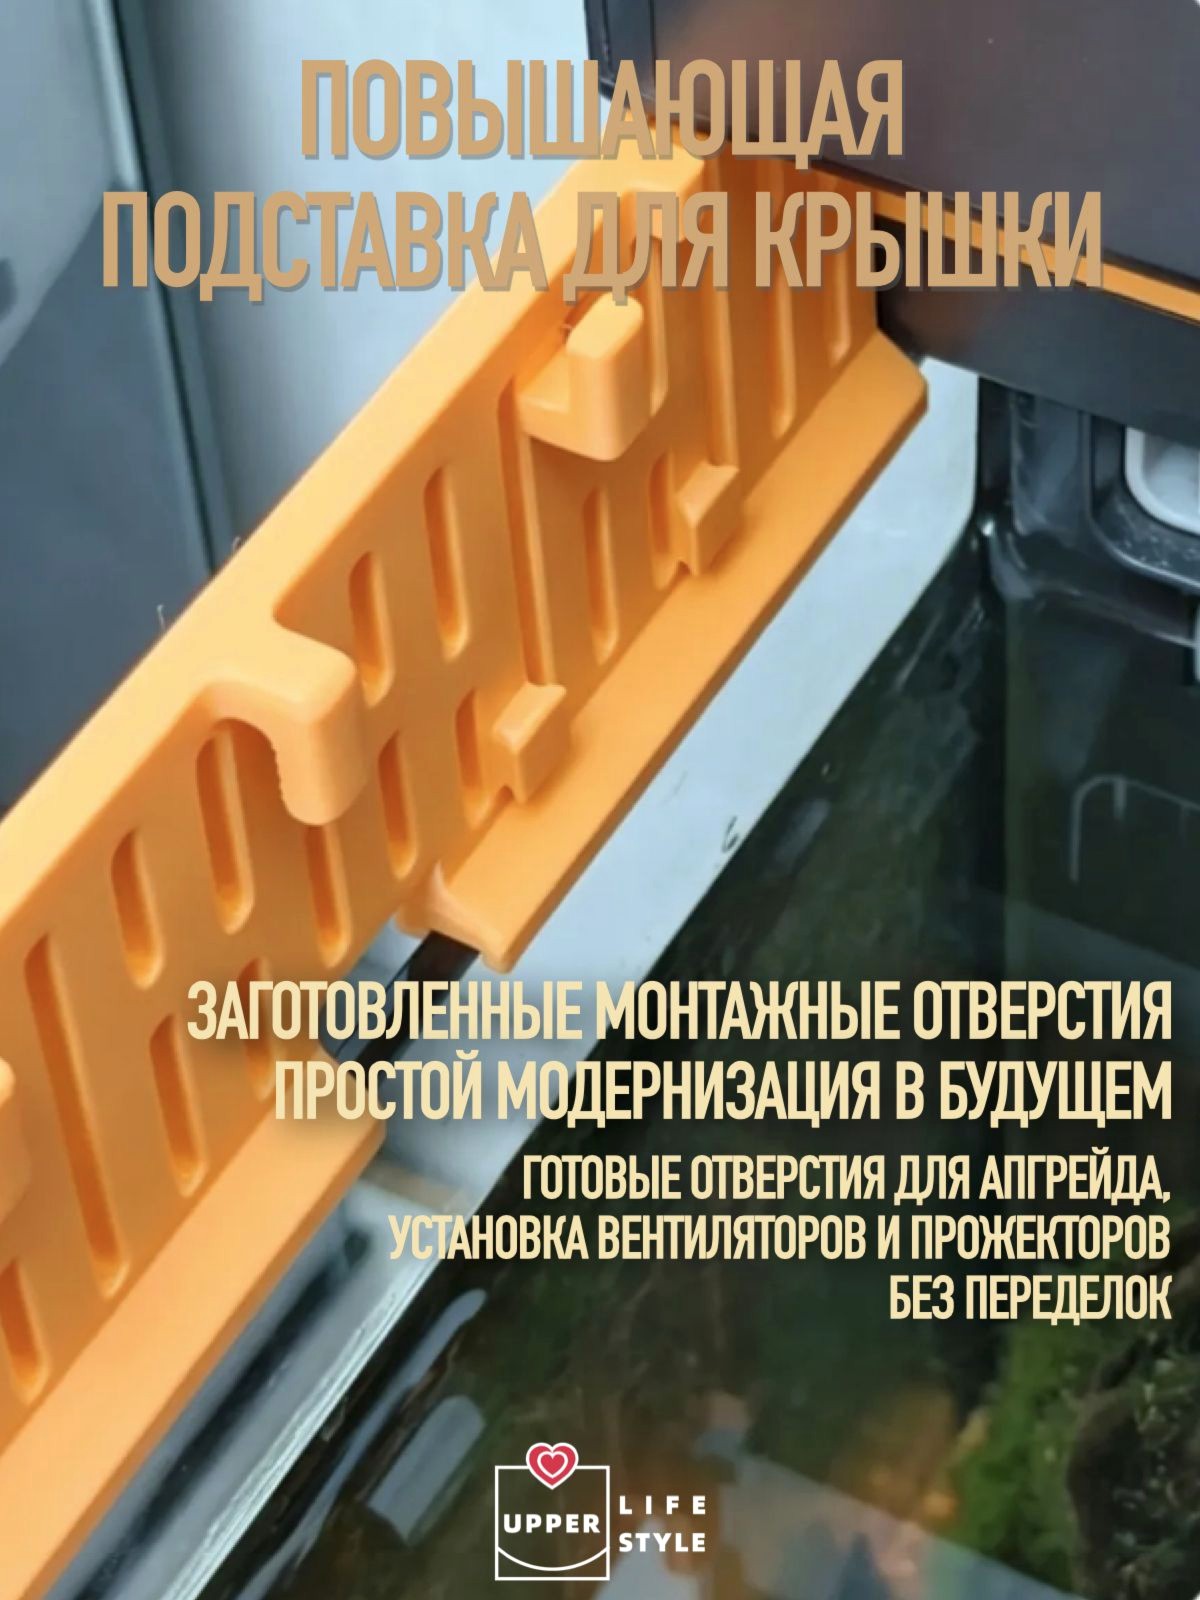 ПОВЫШАЮЩАЯ
ПОДСТАВКА ДЛЯ КРЫШКИ
ЗАГОТОВЛЕННЫЕ МОНТАЖНЫЕ ОТВЕРСТИЯ
ПРОСТОЙ МОДЕРНИЗАЦИЯ В БУДУЩЕМ
ГОТОВЫЕ ОТВЕРСТИЯ ДЛЯ АПГРЕЙДА,
УСТАНОВКА ВЕНТИЛЯТОРОВ И ПРОЖЕКТОРОВ
БЕЗ ПЕРЕДЕЛОК
UPPER
LIFE
STYLE